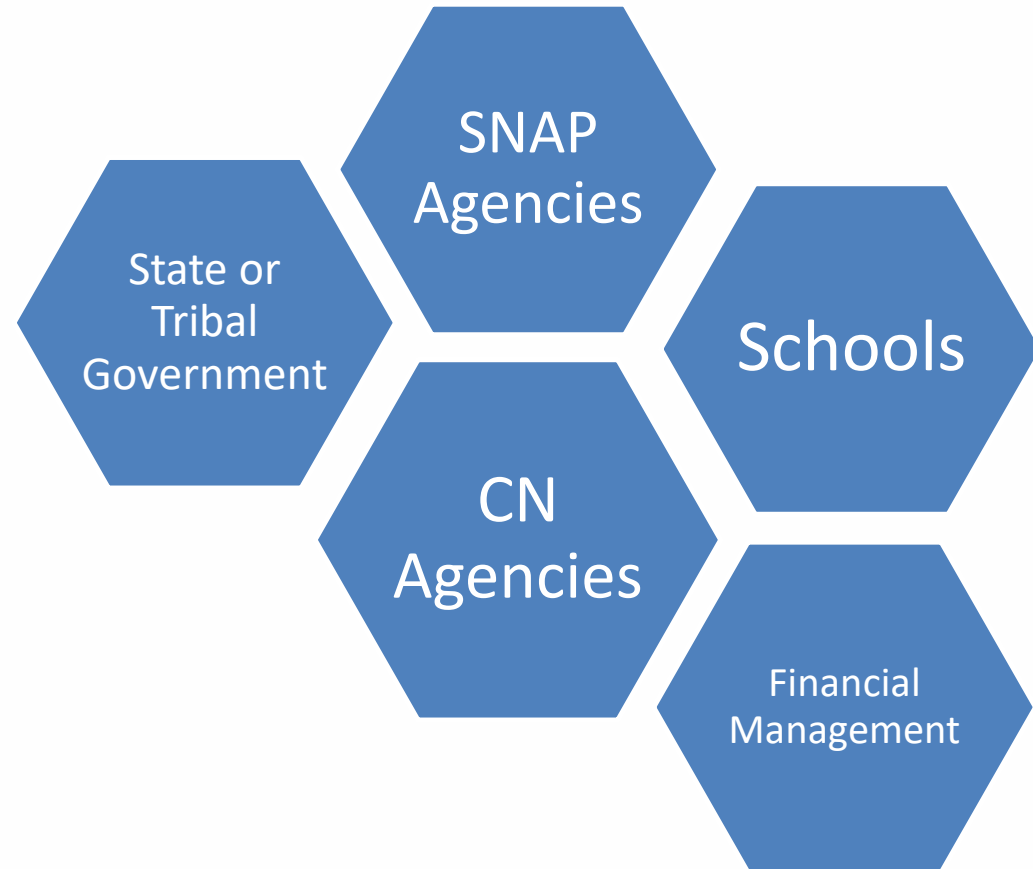 SNAP
Agencies
State or
Tribal
Government
Schools
CN
Agencies
Financial
Management